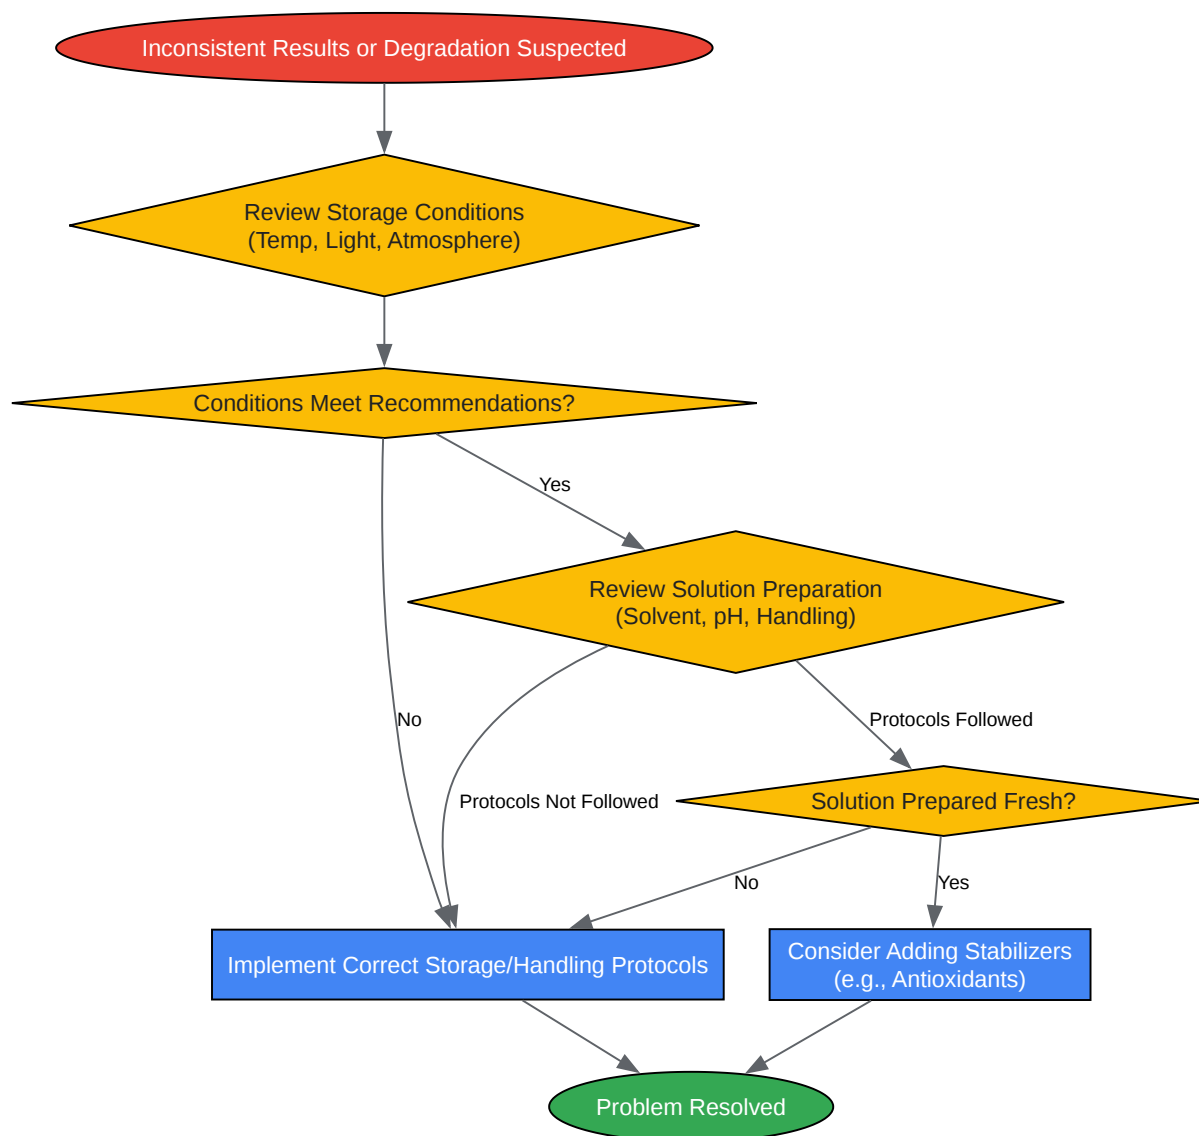 Inconsistent Results or Degradation Suspected
Review Storage Conditions
(Temp, Light, Atmosphere)
Conditions Meet Recommendations?
Yes
Review Solution Preparation
(Solvent, pH, Handling)
No
Protocols Followed
Protocols Not Followed
Solution Prepared Fresh?
No
Yes
Implement Correct Storage/Handling Protocols
Consider Adding Stabilizers
(e.g., Antioxidants)
Problem Resolved